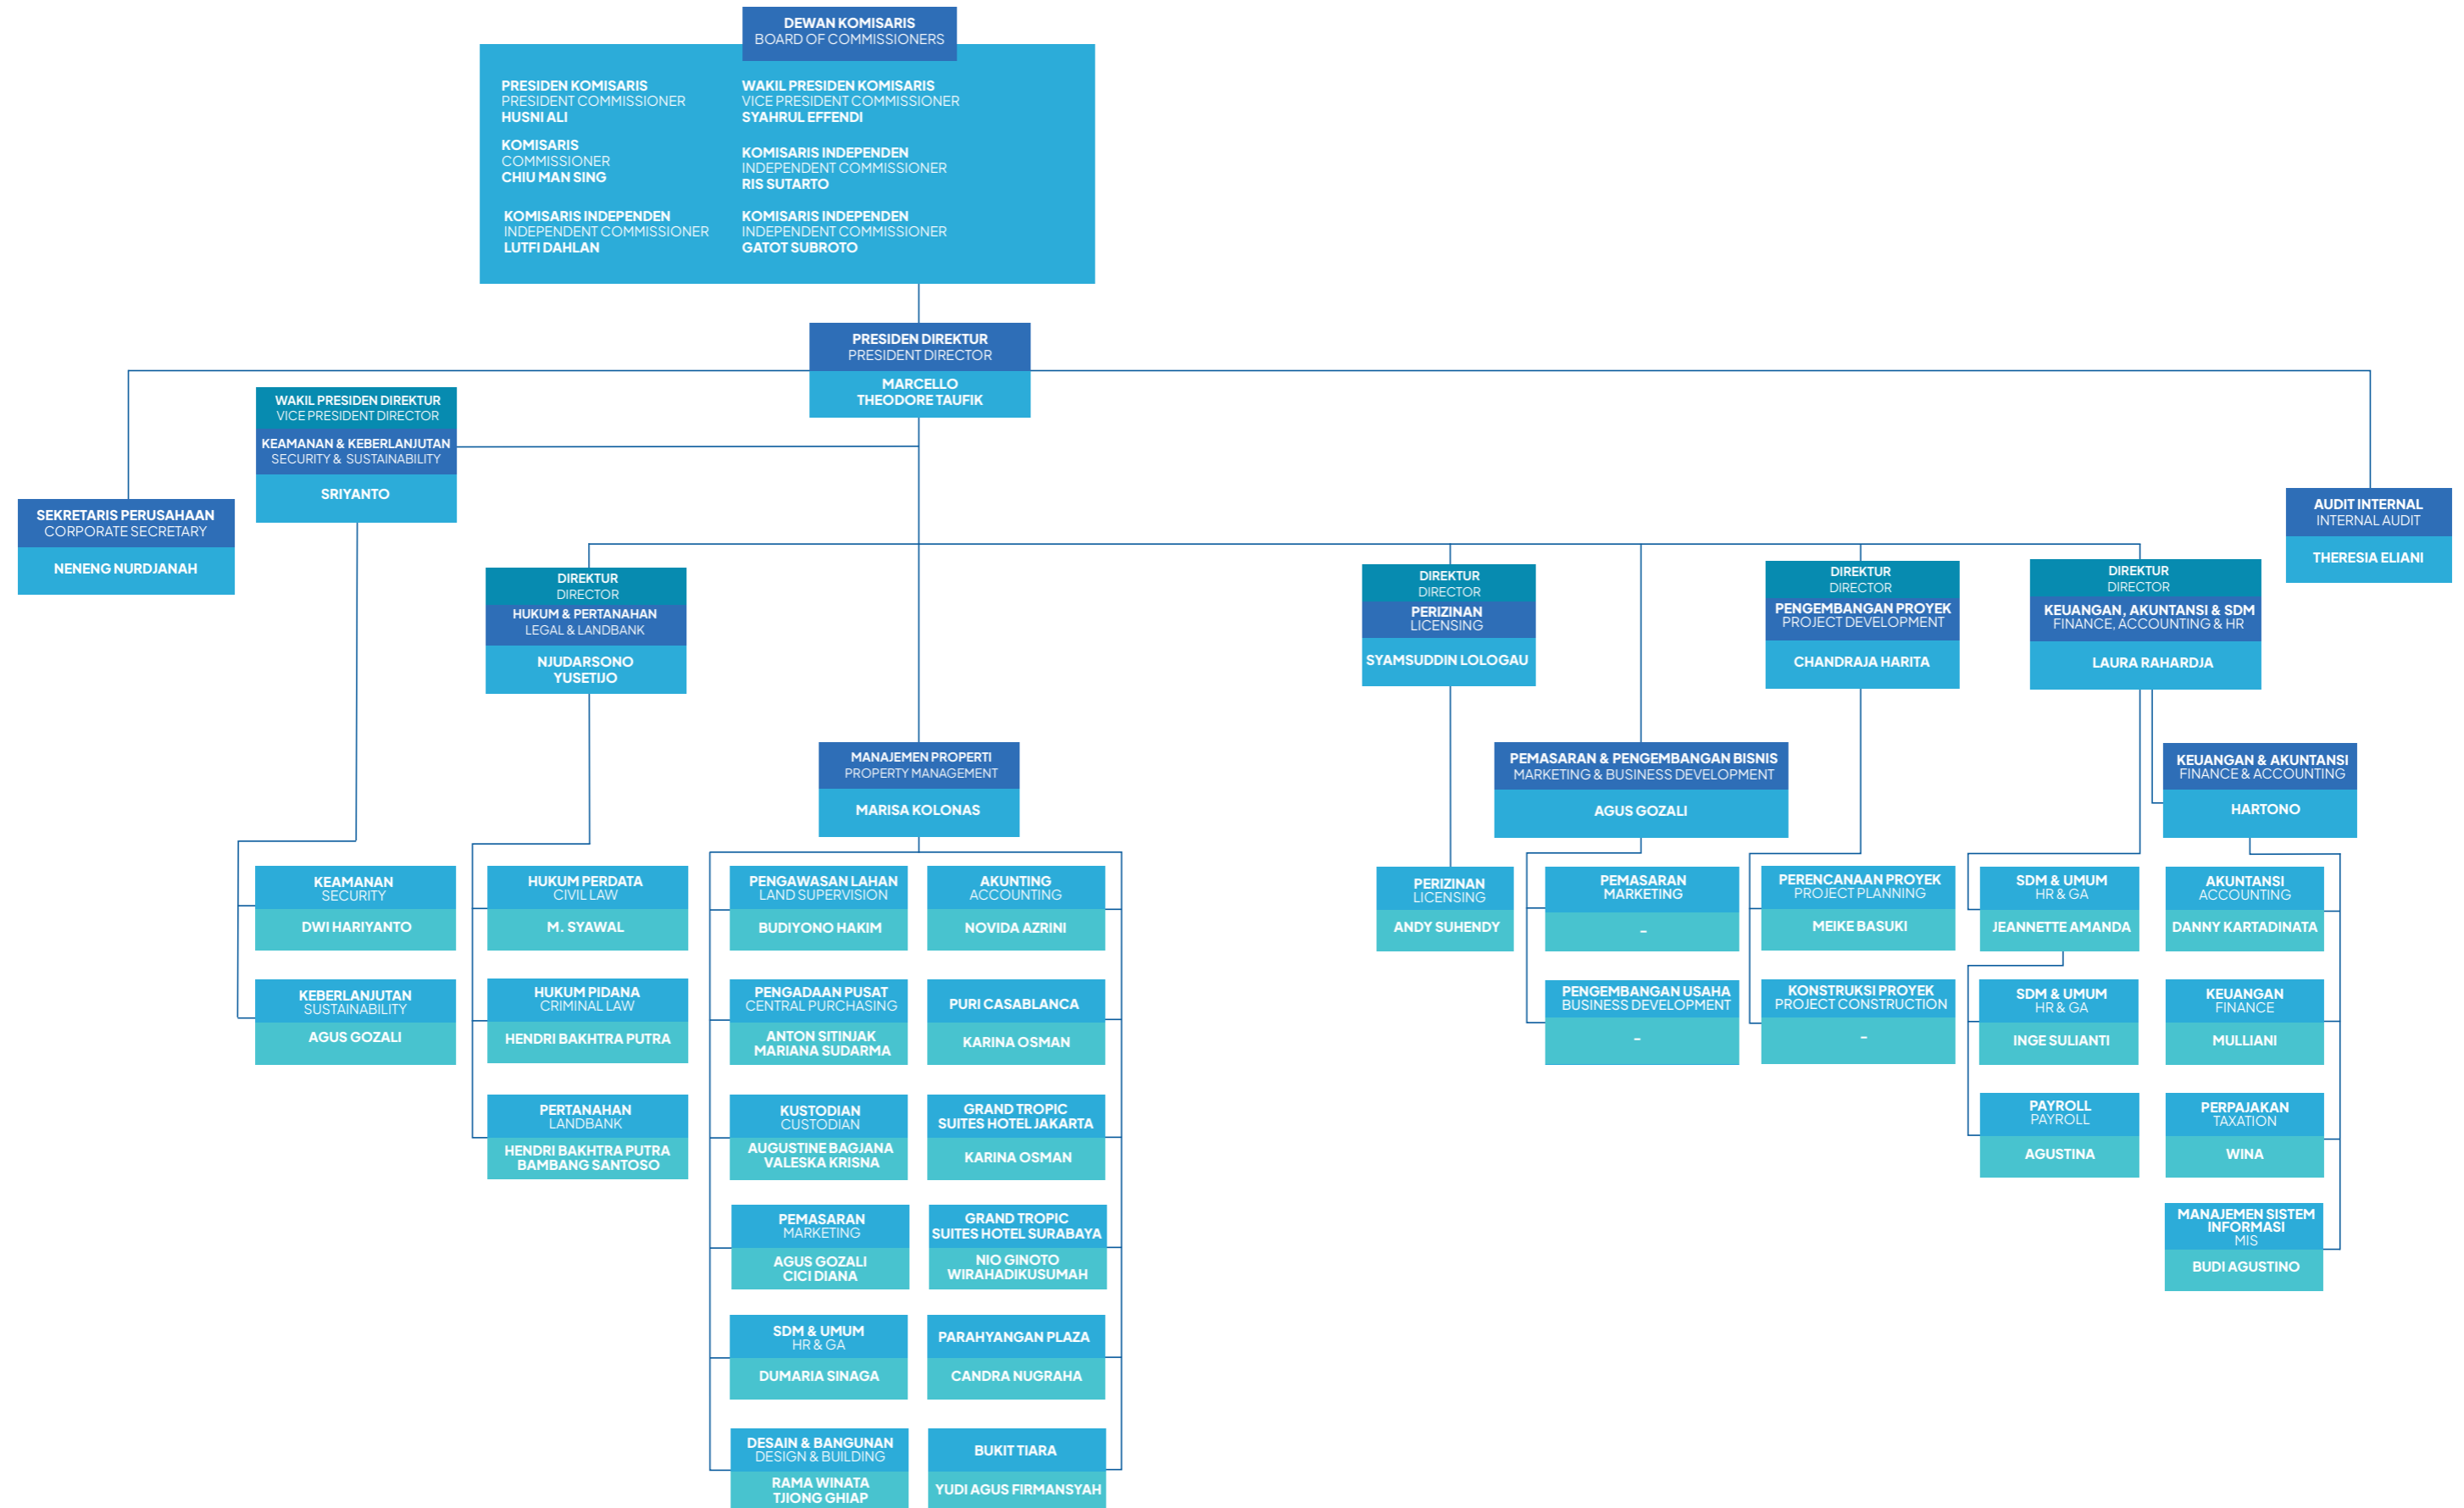 DEWAN KOMISARIS
BOARD OF COMMISSIONERS
PRESIDEN KOMISARIS
PRESIDENT COMMISSIONER
HUSNI ALI
WAKIL PRESIDEN KOMISARIS
VICE PRESIDENT COMMISSIONER
SYAHRUL EFFENDI
KOMISARIS
COMMISSIONER
CHIU MAN SING
KOMISARIS INDEPENDEN
INDEPENDENT COMMISSIONER
RIS SUTARTO
KOMISARIS INDEPENDEN
INDEPENDENT COMMISSIONER
LUTFI DAHLAN
KOMISARIS INDEPENDEN
INDEPENDENT COMMISSIONER
GATOT SUBROTO
PRESIDEN DIREKTUR
PRESIDENT DIRECTOR
MARCELLO
THEODORE TAUFIK
WAKIL PRESIDEN DIREKTUR
VICE PRESIDENT DIRECTOR
KEAMANAN & KEBERLANJUTAN
SECURITY & SUSTAINABILITY
SRIYANTO
SEKRETARIS PERUSAHAAN
CORPORATE SECRETARY
NENENG NURDJANAH
AUDIT INTERNAL
INTERNAL AUDIT
THERESIA ELIANI
DIREKTUR
DIRECTOR
HUKUM & PERTANAHAN
LEGAL & LANDBANK
NJUDARSONO
YUSETIJO
DIREKTUR
DIRECTOR
PERIZINAN
LICENSING
SYAMSUDDIN LOLOGAU
DIREKTUR
DIRECTOR
PENGEMBANGAN PROYEK
PROJECT DEVELOPMENT
CHANDRAJA HARITA
DIREKTUR
DIRECTOR
KEUANGAN, AKUNTANSI & SDM
FINANCE, ACCOUNTING & HR
LAURA RAHARDJA
MANAJEMEN PROPERTI
PROPERTY MANAGEMENT
MARISA KOLONAS
PEMASARAN & PENGEMBANGAN BISNIS
MARKETING & BUSINESS DEVELOPMENT
AGUS GOZALI
KEUANGAN & AKUNTANSI
FINANCE & ACCOUNTING
HARTONO
KEAMANAN
SECURITY
DWI HARIYANTO
KEBERLANJUTAN
SUSTAINABILITY
AGUS GOZALI
HUKUM PERDATA
CIVIL LAW
M. SYAWAL
HUKUM PIDANA
CRIMINAL LAW
HENDRI BAKHTRA PUTRA
PERTANAHAN
LANDBANK
HENDRI BAKHTRA PUTRA
BAMBANG SANTOSO
PENGAWASAN LAHAN
LAND SUPERVISION
BUDIYONO HAKIM
PENGADAAN PUSAT
CENTRAL PURCHASING
ANTON SITINJAK
MARIANA SUDARMA
KUSTODIAN
CUSTODIAN
AUGUSTINE BAGJANA
VALESKA KRISNA
PEMASARAN
MARKETING
AGUS GOZALI
CICI DIANA
SDM & UMUM
HR & GA
DUMARIA SINAGA
DESAIN & BANGUNAN
DESIGN & BUILDING
RAMA WINATA
TJIONG GHIAP
AKUNTING
ACCOUNTING
NOVIDA AZRINI
PURI CASABLANCA
KARINA OSMAN
GRAND TROPIC
SUITES HOTEL JAKARTA
KARINA OSMAN
GRAND TROPIC
SUITES HOTEL SURABAYA
NIO GINOTO
WIRAHADIKUSUMAH
PARAHYANGAN PLAZA
CANDRA NUGRAHA
BUKIT TIARA
YUDI AGUS FIRMANSYAH
PERIZINAN
LICENSING
ANDY SUHENDY
PEMASARAN
MARKETING
-
PENGEMBANGAN USAHA
BUSINESS DEVELOPMENT
-
PERENCANAAN PROYEK
PROJECT PLANNING
MEIKE BASUKI
KONSTRUKSI PROYEK
PROJECT CONSTRUCTION
-
SDM & UMUM
HR & GA
JEANNETTE AMANDA
SDM & UMUM
HR & GA
INGE SULIANTI
PAYROLL
PAYROLL
AGUSTINA
AKUNTANSI
ACCOUNTING
DANNY KARTADINATA
KEUANGAN
FINANCE
MULLIANI
PERPAJAKAN
TAXATION
WINA
MANAJEMEN SISTEM
INFORMASI
MIS
BUDI AGUSTINO